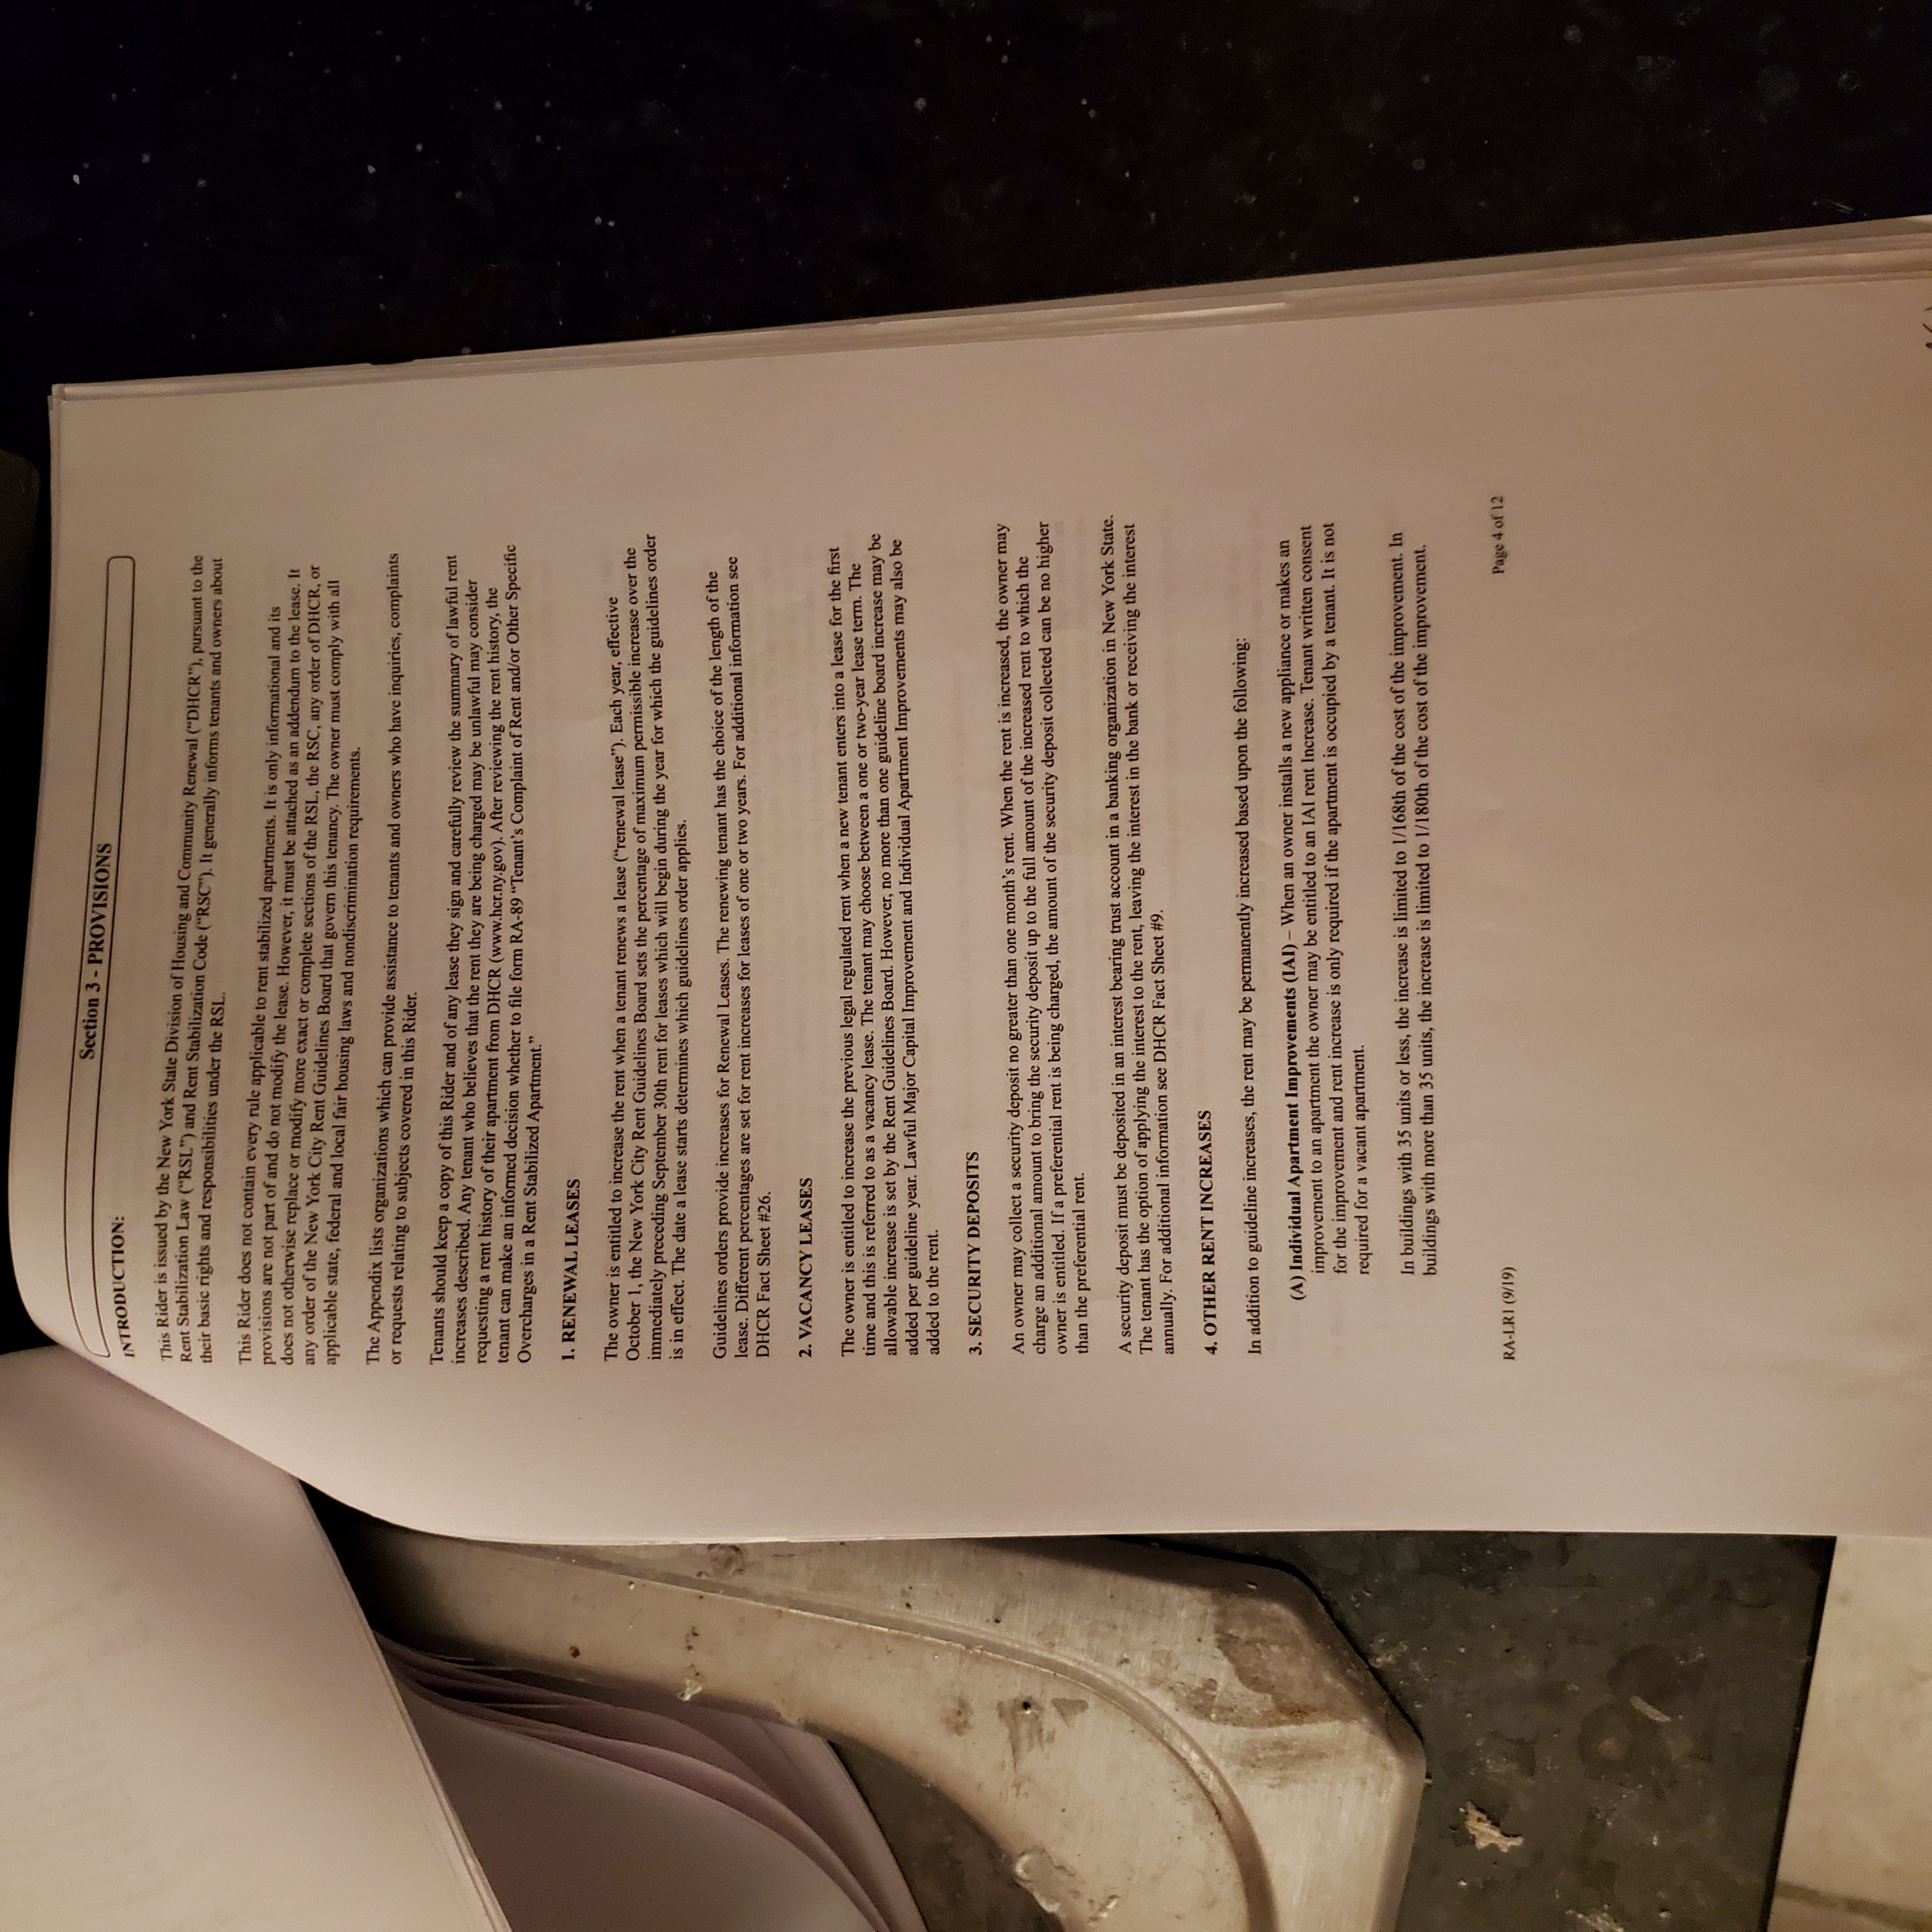 Section 3 - PROVISIONS
INTRODUCTION:
This Rider is issued by the New York State Division of Housing and Community Renewal (“DHCR”), pursuant to the
Rent Stabilization Law (“RSL”) and Rent Stabilization Code (“RSC”). It generally informs tenants and owners about
their basic rights and responsibilities under the RSL.
This Rider does not contain every rule applicable to rent stabilized apartments. It is only informational and its
provisions are not part of and do not modify the lease. However, it must be attached as an addendum to the lease. It
does not otherwise replace or modify more exact or complete sections of the RSL, the RSC, any order of DHCR, or
any order of the New York City Rent Guidelines Board that govern this tenancy. The owner must comply with all
applicable state, federal and local fair housing laws and nondiscrimination requirements.
The Appendix lists organizations which can provide assistance to tenants and owners who have inquiries, complaints
or requests relating to subjects covered in this Rider.
Tenants should keep a copy of this Rider and of any lease they sign and carefully review the summary of lawful rent
increases described. Any tenant who believes that the rent they are being charged may be unlawful may consider
requesting a rent history of their apartment from DHCR (www.hcr.ny.gov). After reviewing the rent history, the
tenant can make an informed decision whether to file form RA-89 “Tenant’s Complaint of Rent and/or Other Specific
Overcharges in a Rent Stabilized Apartment.”
1. RENEWAL LEASES
The owner is entitled to increase the rent when a tenant renews a lease (“renewal lease”). Each year, effective
October 1, the New York City Rent Guidelines Board sets the percentage of maximum permissible increase over the
immediately preceding September 30th rent for leases which will begin during the year for which the guidelines order
is in effect. The date a lease starts determines which guidelines order applies.
Guidelines orders provide increases for Renewal Leases. The renewing tenant has the choice of the length of the
lease. Different percentages are set for rent increases for leases of one or two years. For additional information see
DHCR Fact Sheet #26.
2. VACANCY LEASES
The owner is entitled to increase the previous legal regulated rent when a new tenant enters into a lease for the first
time and this is referred to as a vacancy lease. The tenant may choose between a one or two-year lease term. The
allowable increase is set by the Rent Guidelines Board. However, no more than one guideline board increase may be
added per guideline year. Lawful Major Capital Improvement and Individual Apartment Improvements may also be
added to the rent.
3. SECURITY DEPOSITS
An owner may collect a security deposit no greater than one month’s rent. When the rent is increased, the owner may
charge an additional amount to bring the security deposit up to the full amount of the increased rent to which the
owner is entitled. If a preferential rent is being charged, the amount of the security deposit collected can be no higher
than the preferential rent.
A security deposit must be deposited in an interest bearing trust account in a banking organization in New York State.
The tenant has the option of applying the interest to the rent, leaving the interest in the bank or receiving the interest
annually. For additional information see DHCR Fact Sheet #9.
4. OTHER RENT INCREASES
In addition to guideline increases, the rent may be permanently increased based upon the following:
(A) Individual Apartment Improvements (IAI) – When an owner installs a new appliance or makes an
improvement to an apartment the owner may be entitled to an IAI rent Increase. Tenant written consent
for the improvement and rent increase is only required if the apartment is occupied by a tenant. It is not
required for a vacant apartment.
In buildings with 35 units or less, the increase is limited to 1/168th of the cost of the improvement. In
buildings with more than 35 units, the increase is limited to 1/180th of the cost of the improvement.
RA-LR1 (9/19)
Page 4 of 12